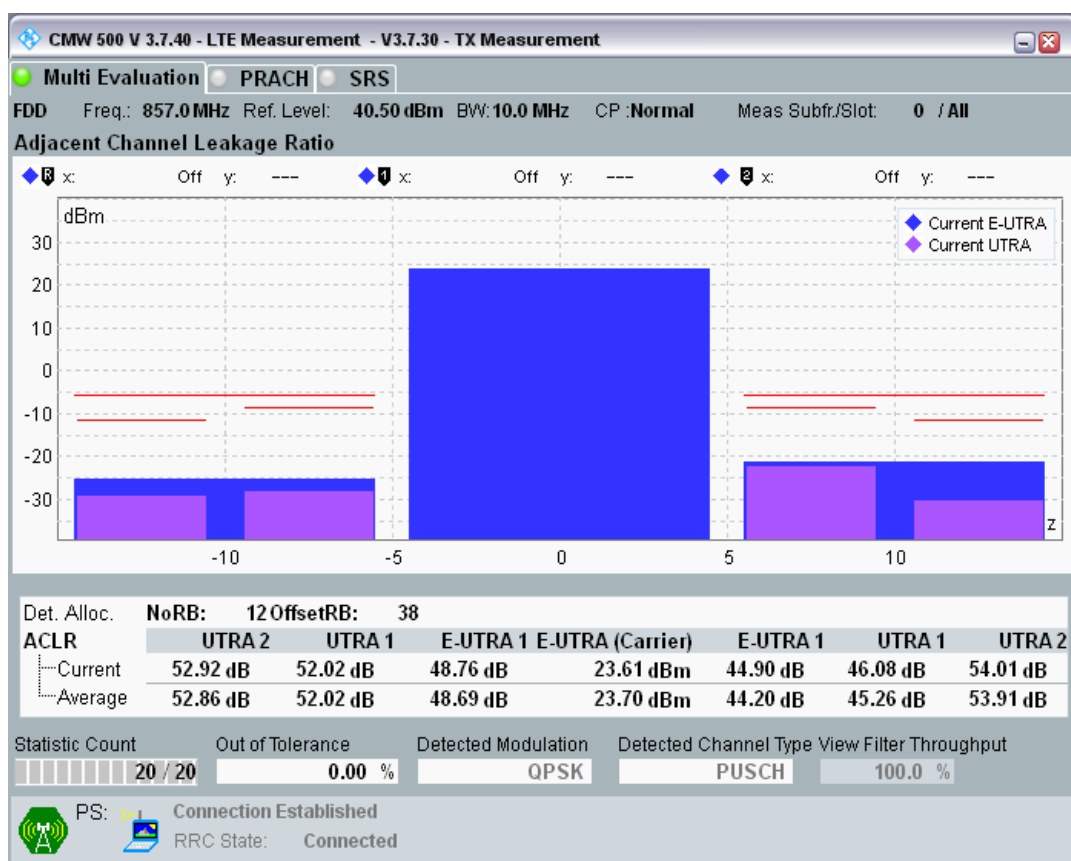 CMW 500 V 3.7.40 - LTE Measurement - V3.7.30 - TX Measurement
Multi Evaluation PRACH SRS
FDD Freq.: 857.0 MHz Ref. Level: 40.50 dBm BW: 10.0 MHz CP :Normal Meas Subfr./Slot: 0 / All
Adjacent Channel Leakage Ratio
R x: Off y: --- 1 x: Off y: --- 2 x: Off y: ---
dBm
Current E-UTRA
Current UTRA
30
20
10
0
-10
-20
-30
z
-10 -5 0 5 10
Det. Alloc. NoRB: 12 OffsetRB: 38
ACLR UTRA 2 UTRA 1 E-UTRA 1 E-UTRA (Carrier) E-UTRA 1 UTRA 1 UTRA 2
Current 52.92 dB 52.02 dB 48.76 dB 23.61 dBm 44.90 dB 46.08 dB 54.01 dB
Average 52.86 dB 52.02 dB 48.69 dB 23.70 dBm 44.20 dB 45.26 dB 53.91 dB
Statistic Count Out of Tolerance Detected Modulation Detected Channel Type View Filter Throughput
20 / 20 0.00 % QPSK PUSCH 100.0 %
PS: Connection Established
RRC State: Connected